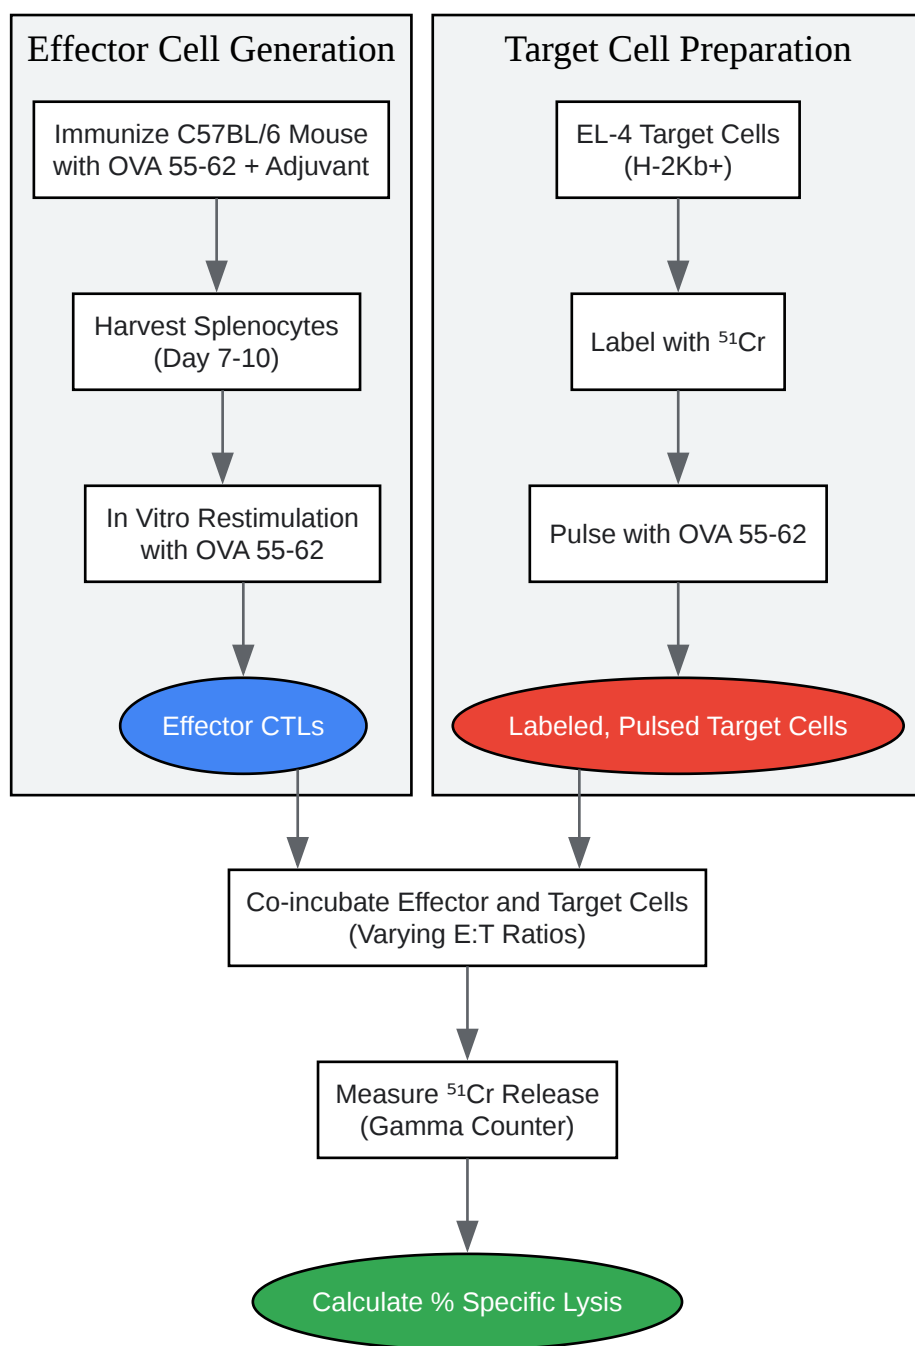 Effector Cell Generation
Immunize C57BL/6 Mouse
with OVA 55-62 + Adjuvant
Harvest Splenocytes
(Day 7-10)
In Vitro Restimulation
with OVA 55-62
Effector CTLs
Target Cell Preparation
EL-4 Target Cells
(H-2Kb+)
Label with ⁵¹Cr
Pulse with OVA 55-62
Labeled, Pulsed Target Cells
Co-incubate Effector and Target Cells
(Varying E:T Ratios)
Measure ⁵¹Cr Release
(Gamma Counter)
Calculate % Specific Lysis